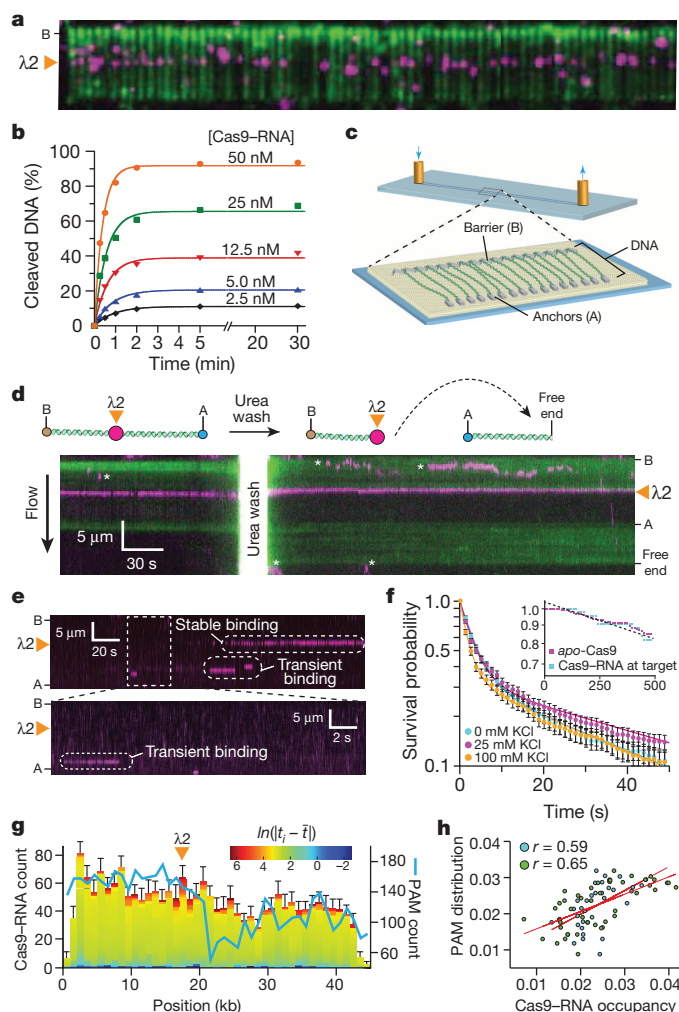 a
B
λ2
b
[Cas9–RNA]
100
80
60
40
20
0
Cleaved DNA (%)
50 nM
25 nM
12.5 nM
5.0 nM
2.5 nM
0 1 2 3 4 5 20 30
Time (min)
c
Barrier (B)
DNA
Anchors (A)
d
B λ2 A
Urea wash
B λ2 A
Free end
Flow
5 μm
30 s
*
Urea wash
* *
* *
B
λ2
A
Free end
e
B
5 μm
20 s
Stable binding
λ2
Transient binding
A
B
λ2
5 μm
2 s
Transient binding
A
f
Survival probability
1.0
0.1
1.0
0.9
0.8
0.7
apo-Cas9
Cas9–RNA at target
0 250 500
0 mM KCl
25 mM KCl
100 mM KCl
0 20 40
Time (s)
g
λ2
ln(|ti − t̄|)
6 4 2 0 −2
Cas9–RNA count
80
60
40
20
0
PAM count
180
140
100
60
0 10 20 30 40
Position (kb)
h
r = 0.59
r = 0.65
PAM distribution
0.04
0.03
0.02
0.01
0
0 0.01 0.02 0.03 0.04
Cas9–RNA occupancy